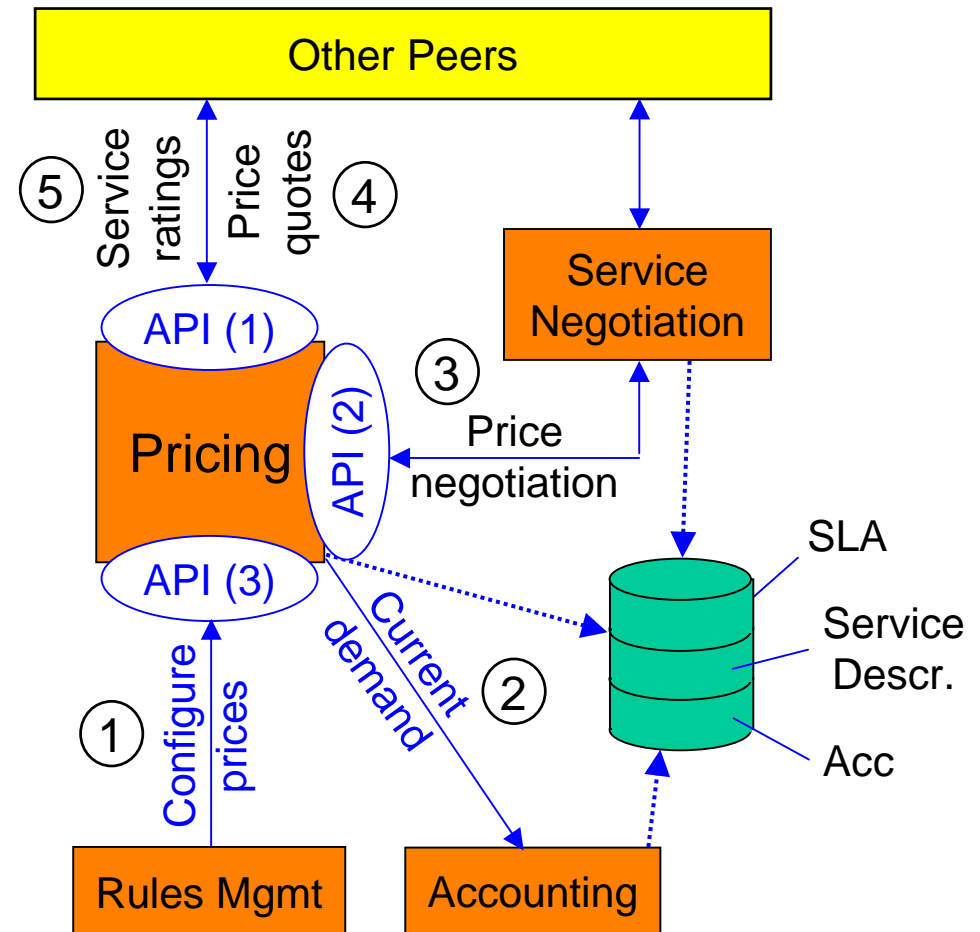 Other Peers
5
Service
ratings
Price
quotes
4
Service
Negotiation
API (1)
3
Pricing
API (2)
Price
negotiation
API (3)
SLA
Service
Descr.
Acc
1
Configure
prices
Current
demand
2
Rules Mgmt
Accounting